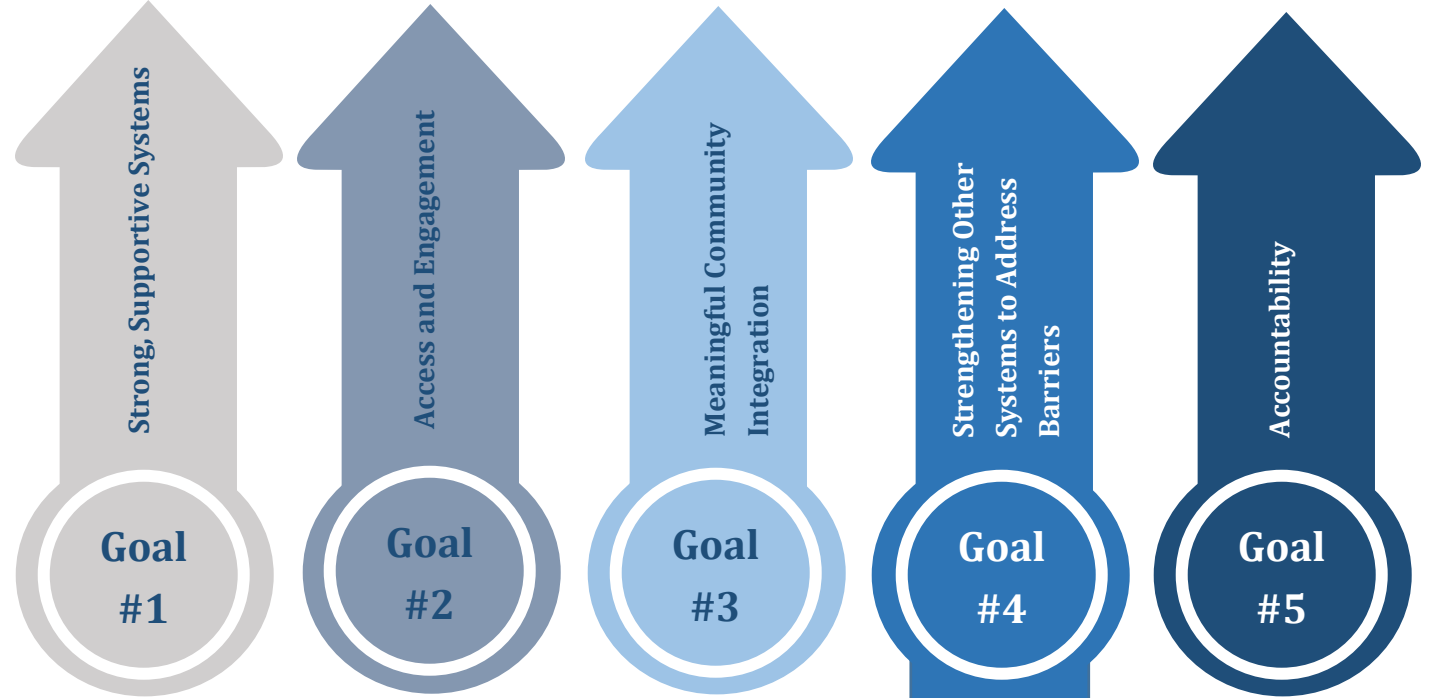 Strong, Supportive Systems
Goal
#1
Access and Engagement
Goal
#2
Meaningful Community
Integration
Goal
#3
Strengthening Other
Systems to Address
Barriers
Goal
#4
Accountability
Goal
#5